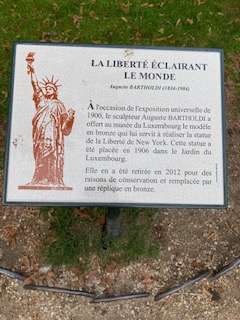 LA LIBERTÉ ÉCLAIRANT
LE MONDE
Auguste BARTHOLDI (1834-1904)
À l'occasion de l'exposition universelle de
1900, le sculpteur Auguste BARTHOLDI a
offert au musée du Luxembourg le modèle
en bronze qui lui servit à réaliser la statue
de la Liberté de New York. Cette statue a
été placée en 1906 dans le Jardin du
Luxembourg.
Elle en a été retirée en 2012 pour des
raisons de conservation et remplacée par
une réplique en bronze.